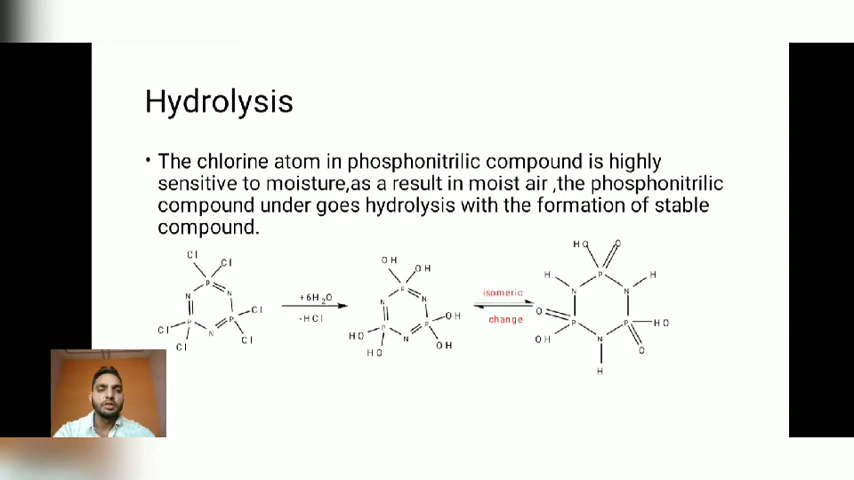 Hydrolysis
• The chlorine atom in phosphonitrilic compound is highly
sensitive to moisture,as a result in moist air ,the phosphonitrilic
compound under goes hydrolysis with the formation of stable
compound.
Cl
Cl
P
N
N
Cl
P
P
Cl
N
Cl
Cl
+6H2O
-HCl
OH
OH
P
N
N
OH
P
P
HO
N
OH
HO
isomeric
change
HO
O
P
H
H
N
N
O
P
P
HO
OH
N
O
H